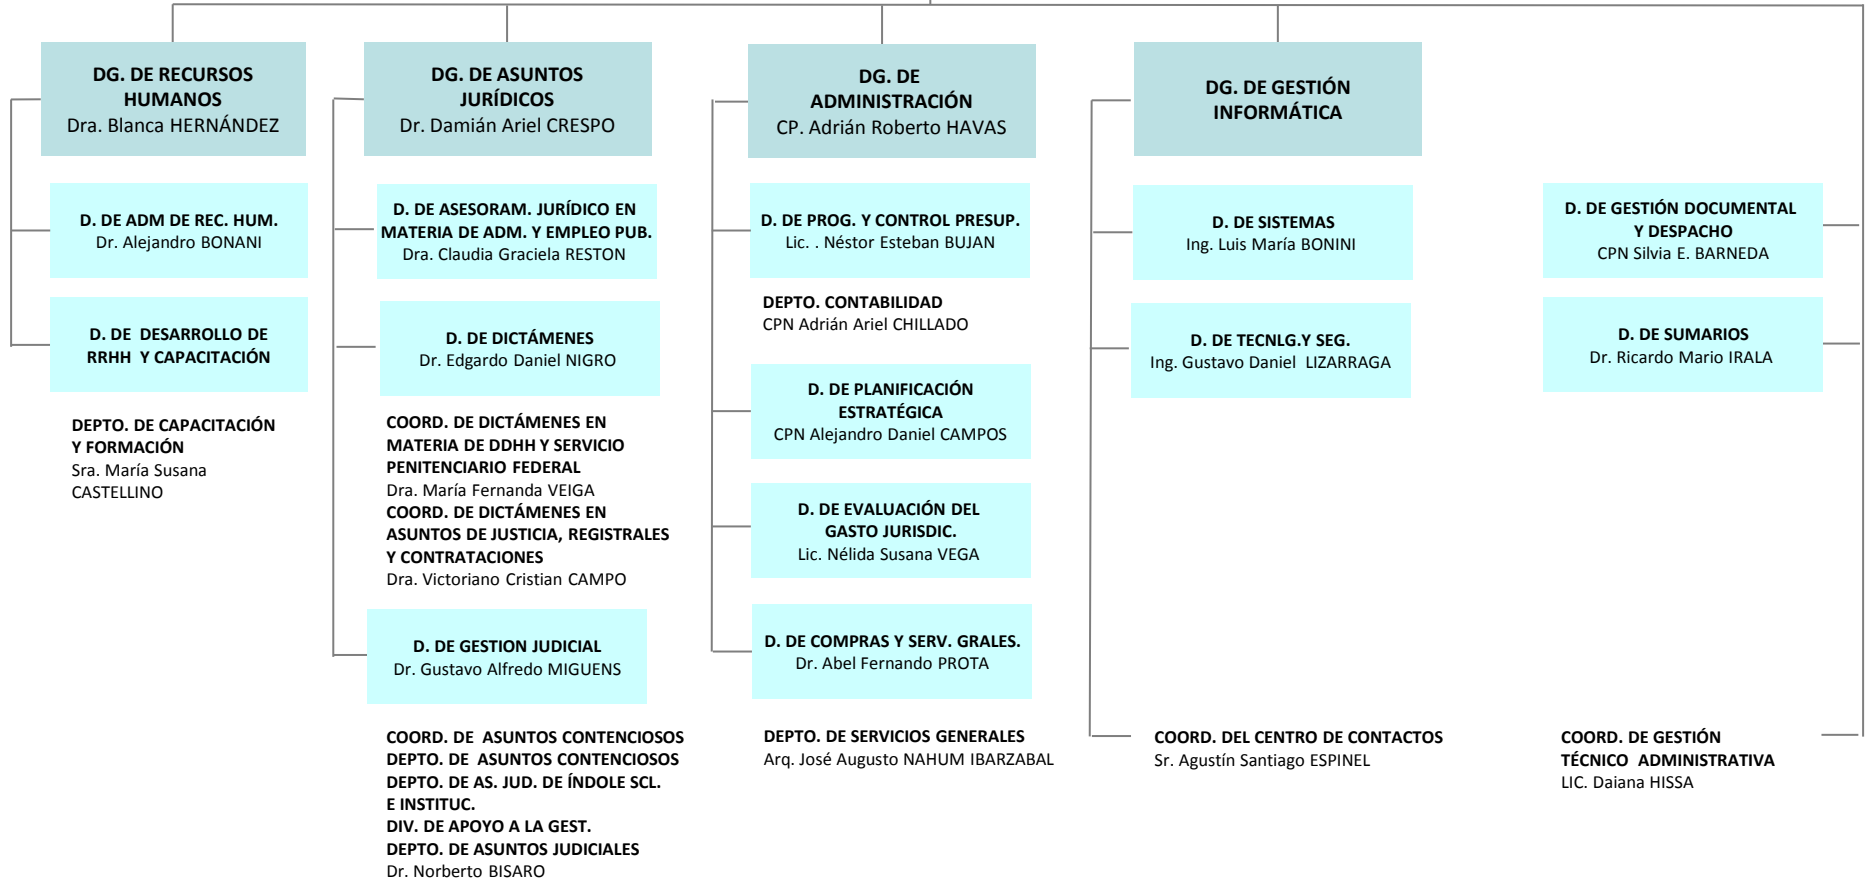 DG. DE RECURSOS
HUMANOS
Dra. Blanca HERNÁNDEZ
D. DE ADM DE REC. HUM.
Dr. Alejandro BONANI
D. DE DESARROLLO DE
RRHH Y CAPACITACIÓN
DEPTO. DE CAPACITACIÓN
Y FORMACIÓN
Sra. María Susana
CASTELLINO
DG. DE ASUNTOS
JURÍDICOS
Dr. Damián Ariel CRESPO
D. DE ASESORAM. JURÍDICO EN
MATERIA DE ADM. Y EMPLEO PUB.
Dra. Claudia Graciela RESTON
D. DE DICTÁMENES
Dr. Edgardo Daniel NIGRO
COORD. DE DICTÁMENES EN
MATERIA DE DDHH Y SERVICIO
PENITENCIARIO FEDERAL
Dra. María Fernanda VEIGA
COORD. DE DICTÁMENES EN
ASUNTOS DE JUSTICIA, REGISTRALES
Y CONTRATACIONES
Dra. Victoriano Cristian CAMPO
D. DE GESTION JUDICIAL
Dr. Gustavo Alfredo MIGUENS
COORD. DE ASUNTOS CONTENCIOSOS
DEPTO. DE ASUNTOS CONTENCIOSOS
DEPTO. DE AS. JUD. DE ÍNDOLE SCL.
E INSTITUC.
DIV. DE APOYO A LA GEST.
DEPTO. DE ASUNTOS JUDICIALES
Dr. Norberto BISARO
DG. DE
ADMINISTRACIÓN
CP. Adrián Roberto HAVAS
D. DE PROG. Y CONTROL PRESUP.
Lic. . Néstor Esteban BUJAN
DEPTO. CONTABILIDAD
CPN Adrián Ariel CHILLADO
D. DE PLANIFICACIÓN
ESTRATÉGICA
CPN Alejandro Daniel CAMPOS
D. DE EVALUACIÓN DEL
GASTO JURISDIC.
Lic. Nélida Susana VEGA
D. DE COMPRAS Y SERV. GRALES.
Dr. Abel Fernando PROTA
DEPTO. DE SERVICIOS GENERALES
Arq. José Augusto NAHUM IBARZABAL
DG. DE GESTIÓN
INFORMÁTICA
D. DE SISTEMAS
Ing. Luis María BONINI
D. DE TECNLG.Y SEG.
Ing. Gustavo Daniel LIZARRAGA
COORD. DEL CENTRO DE CONTACTOS
Sr. Agustín Santiago ESPINEL
D. DE GESTIÓN DOCUMENTAL
Y DESPACHO
CPN Silvia E. BARNEDA
D. DE SUMARIOS
Dr. Ricardo Mario IRALA
COORD. DE GESTIÓN
TÉCNICO ADMINISTRATIVA
LIC. Daiana HISSA